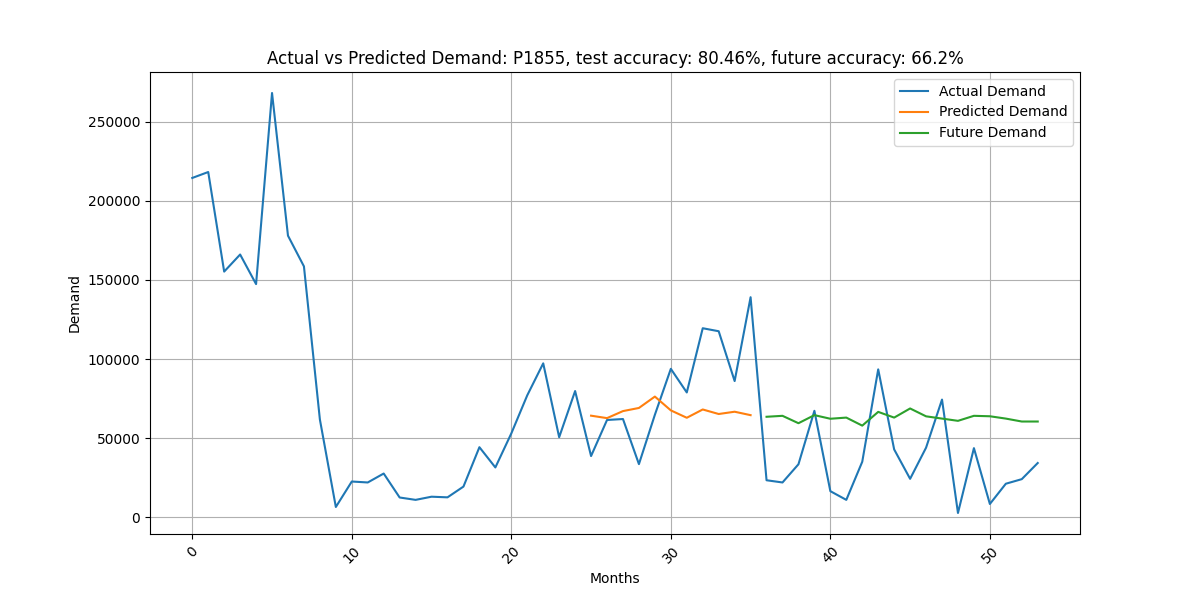 Actual vs Predicted Demand: P1855, test accuracy: 80.46%, future accuracy: 66.2%
Actual Demand
Predicted Demand
Future Demand
250000
200000
150000
100000
50000
0
Demand
0
10
20
30
40
50
Months